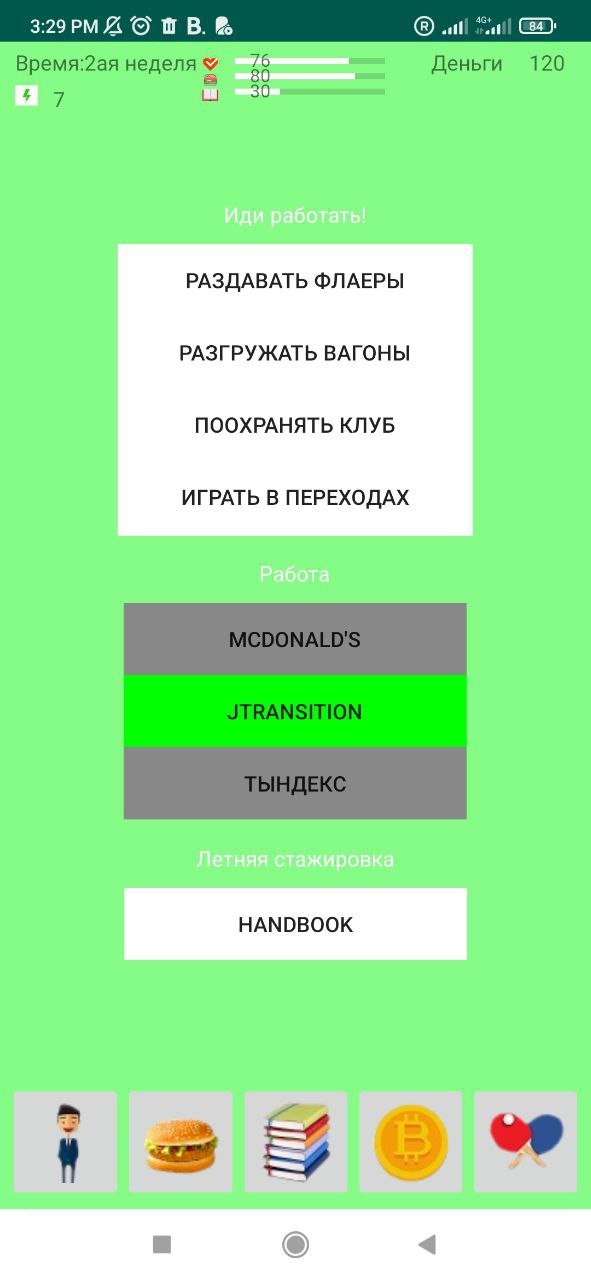 3:29 PM B. R 4G+ 84
Время:2ая неделя 76 Деньги 120
80
30
7
Иди работать!
РАЗДАВАТЬ ФЛАЕРЫ
РАЗГРУЖАТЬ ВАГОНЫ
ПООХРАНЯТЬ КЛУБ
ИГРАТЬ В ПЕРЕХОДАХ
Работа
MCDONALD'S
JTRANSITION
ТЫНДЕКС
Летняя стажировка
HANDBOOK